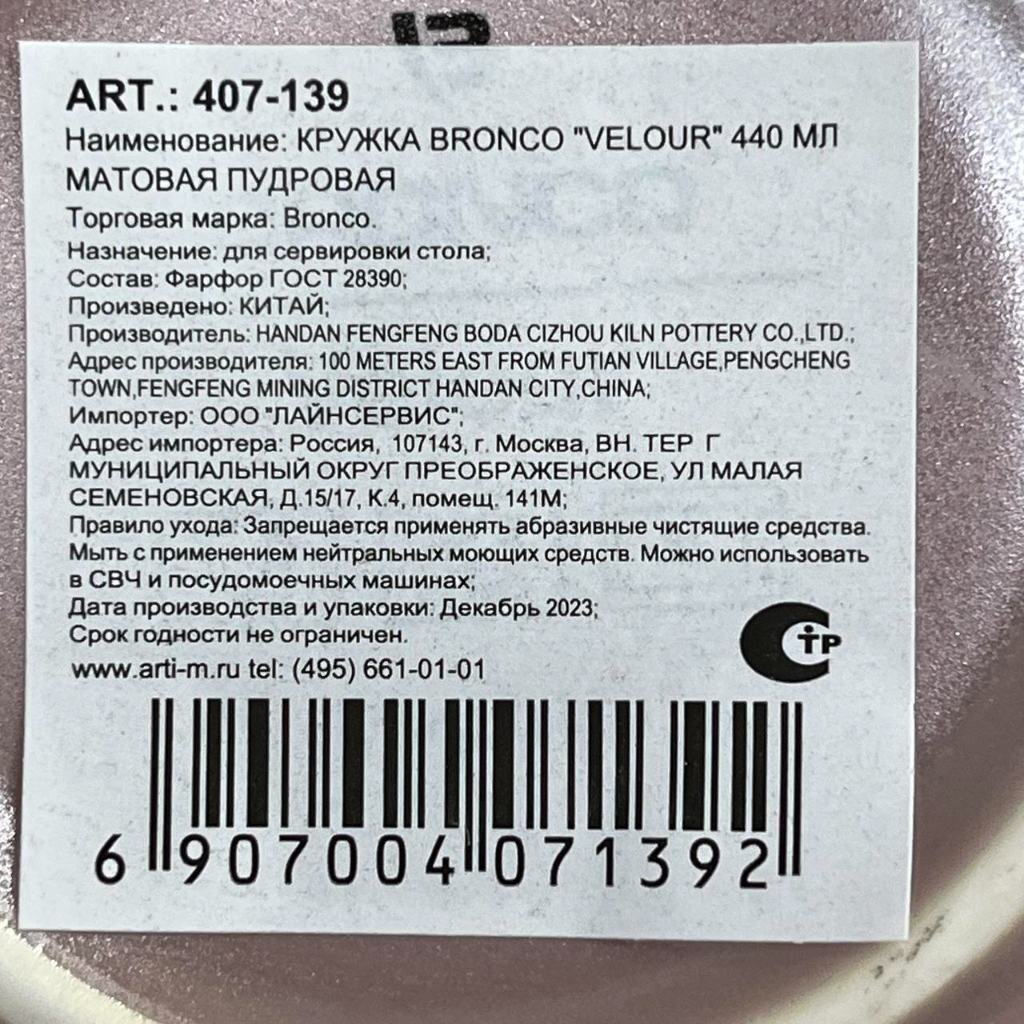 ART.: 407-139
Наименование: КРУЖКА BRONCO "VELOUR" 440 МЛ
МАТОВАЯ ПУДРОВАЯ
Торговая марка: Bronco.
Назначение: для сервировки стола;
Состав: Фарфор ГОСТ 28390;
Произведено: КИТАЙ;
Производитель: HANDAN FENGFENG BODA CIZHOU KILN POTTERY CO.,LTD.;
Адрес производителя: 100 METERS EAST FROM FUTIAN VILLAGE,PENGCHENG
TOWN,FENGFENG MINING DISTRICT HANDAN CITY,CHINA;
Импортер: ООО "ЛАЙНСЕРВИС";
Адрес импортера: Россия, 107143, г. Москва, ВН. ТЕР Г
МУНИЦИПАЛЬНЫЙ ОКРУГ ПРЕОБРАЖЕНСКОЕ, УЛ МАЛАЯ
СЕМЕНОВСКАЯ, Д.15/17, К.4, помещ. 141М;
Правило ухода: Запрещается применять абразивные чистящие средства.
Мыть с применением нейтральных моющих средств. Можно использовать
в СВЧ и посудомоечных машинах;
Дата производства и упаковки: Декабрь 2023;
Срок годности не ограничен.
www.arti-m.ru tel: (495) 661-01-01
СТР
6 907004 071392